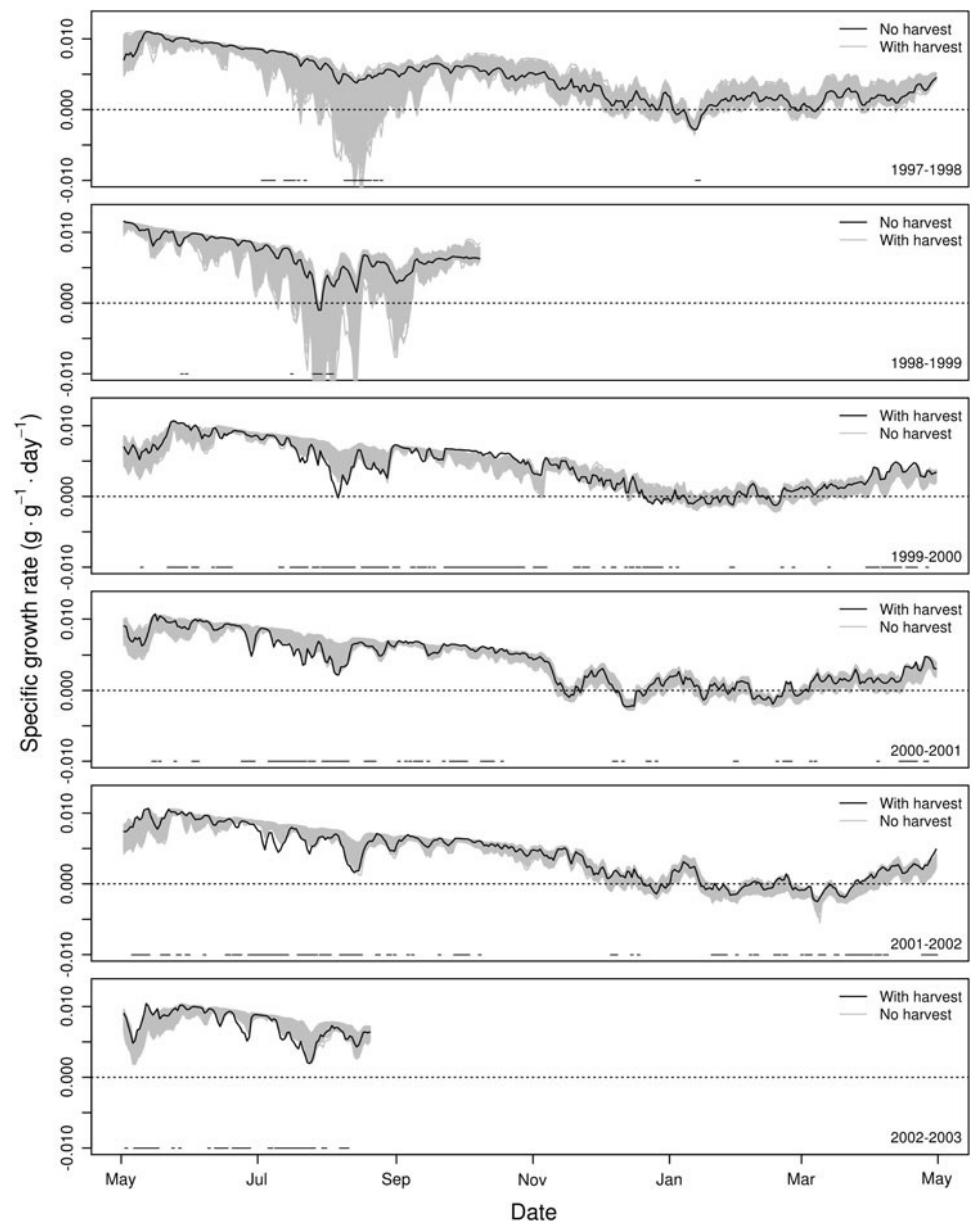 0.010
0.000
-0.010
No harvest
With harvest
1997-1998
0.010
0.000
-0.010
No harvest
With harvest
1998-1999
0.010
0.000
-0.010
With harvest
No harvest
1999-2000
Specific growth rate (g · g⁻¹ · day⁻¹)
0.010
0.000
-0.010
With harvest
No harvest
2000-2001
0.010
0.000
-0.010
With harvest
No harvest
2001-2002
0.010
0.000
-0.010
With harvest
No harvest
2002-2003
May Jul Sep Nov Jan Mar May
Date